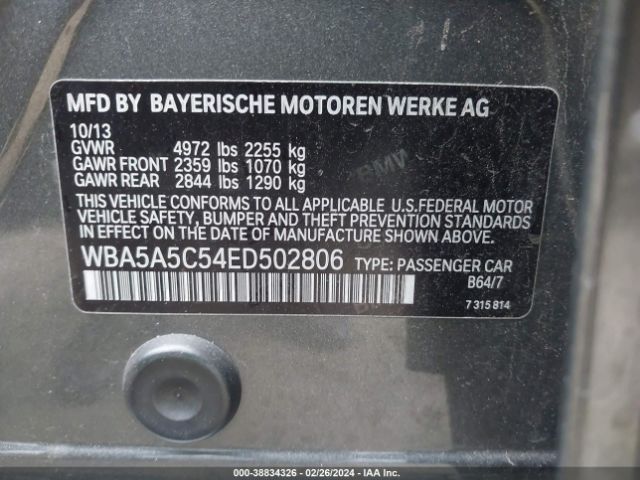 MFD BY BAYERISCHE MOTOREN WERKE AG
10/13
GVWR 4972 lbs 2255 kg
GAWR FRONT 2359 lbs 1070 kg
GAWR REAR 2844 lbs 1290 kg
THIS VEHICLE CONFORMS TO ALL APPLICABLE U.S.FEDERAL MOTOR
VEHICLE SAFETY, BUMPER AND THEFT PREVENTION STANDARDS
IN EFFECT ON THE DATE OF MANUFACTURE SHOWN ABOVE.
WBA5A5C54ED502806 TYPE: PASSENGER CAR
B64/7
7 315 814
000-38834326 - 02/26/2024 - IAA Inc.